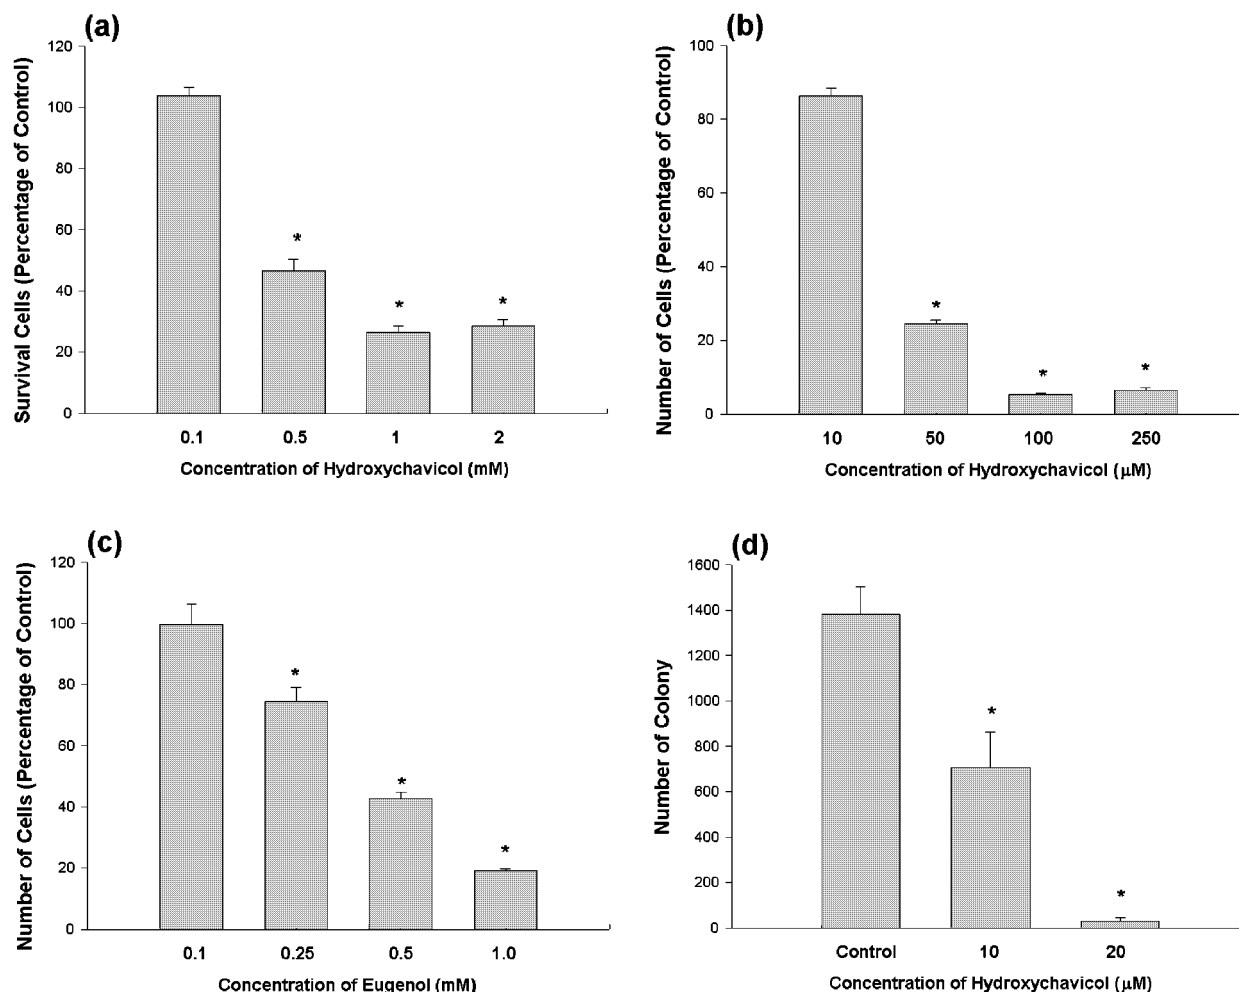 (a)
Survival Cells (Percentage of Control)
120
100
80
60
40
20
0
*
*
*
0.1 0.5 1 2
Concentration of Hydroxychavicol (mM)
(b)
Number of Cells (Percentage of Control)
100
80
60
40
20
0
*
*
*
10 50 100 250
Concentration of Hydroxychavicol (µM)
(c)
Number of Cells (Percentage of Control)
120
100
80
60
40
20
0
*
*
*
0.1 0.25 0.5 1.0
Concentration of Eugenol (mM)
(d)
Number of Colony
1600
1400
1200
1000
800
600
400
200
0
*
*
Control 10 20
Concentration of Hydroxychavicol (µM)